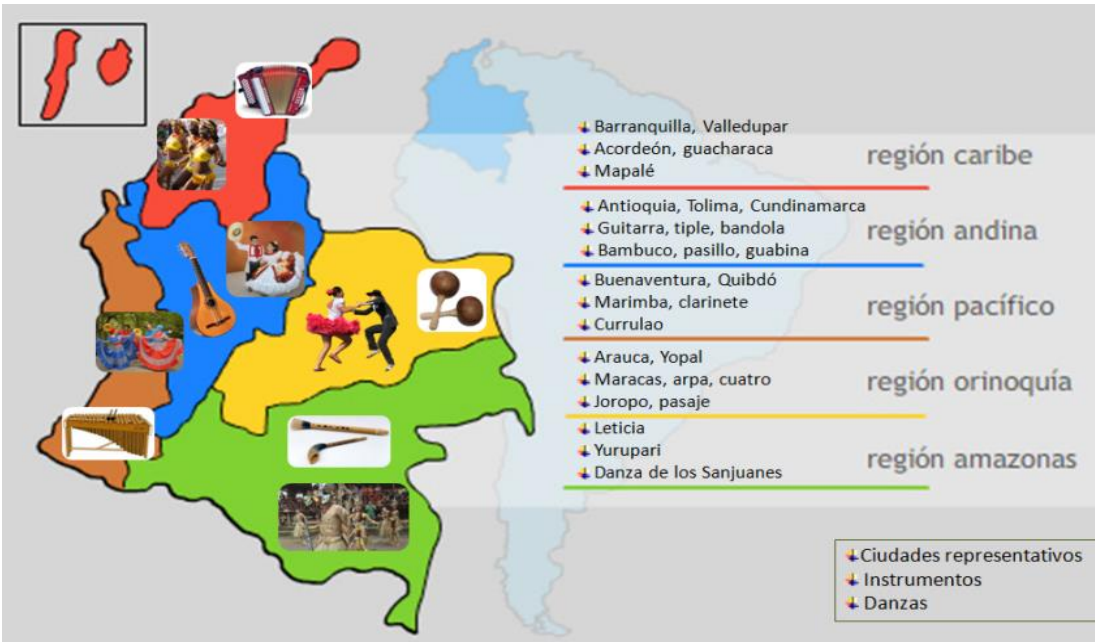 Barranquilla, Valledupar
Acordeón, guacharaca
Mapalé
región caribe
Antioquia, Tolima, Cundinamarca
Guitarra, tiple, bandola
Bambuco, pasillo, guabina
región andina
Buenaventura, Quibdó
Marimba, clarinete
Currulao
región pacífico
Arauca, Yopal
Maracas, arpa, cuatro
Joropo, pasaje
región orinoquía
Leticia
Yurupari
Danza de los Sanjuanes
región amazonas
Ciudades representativos
Instrumentos
Danzas